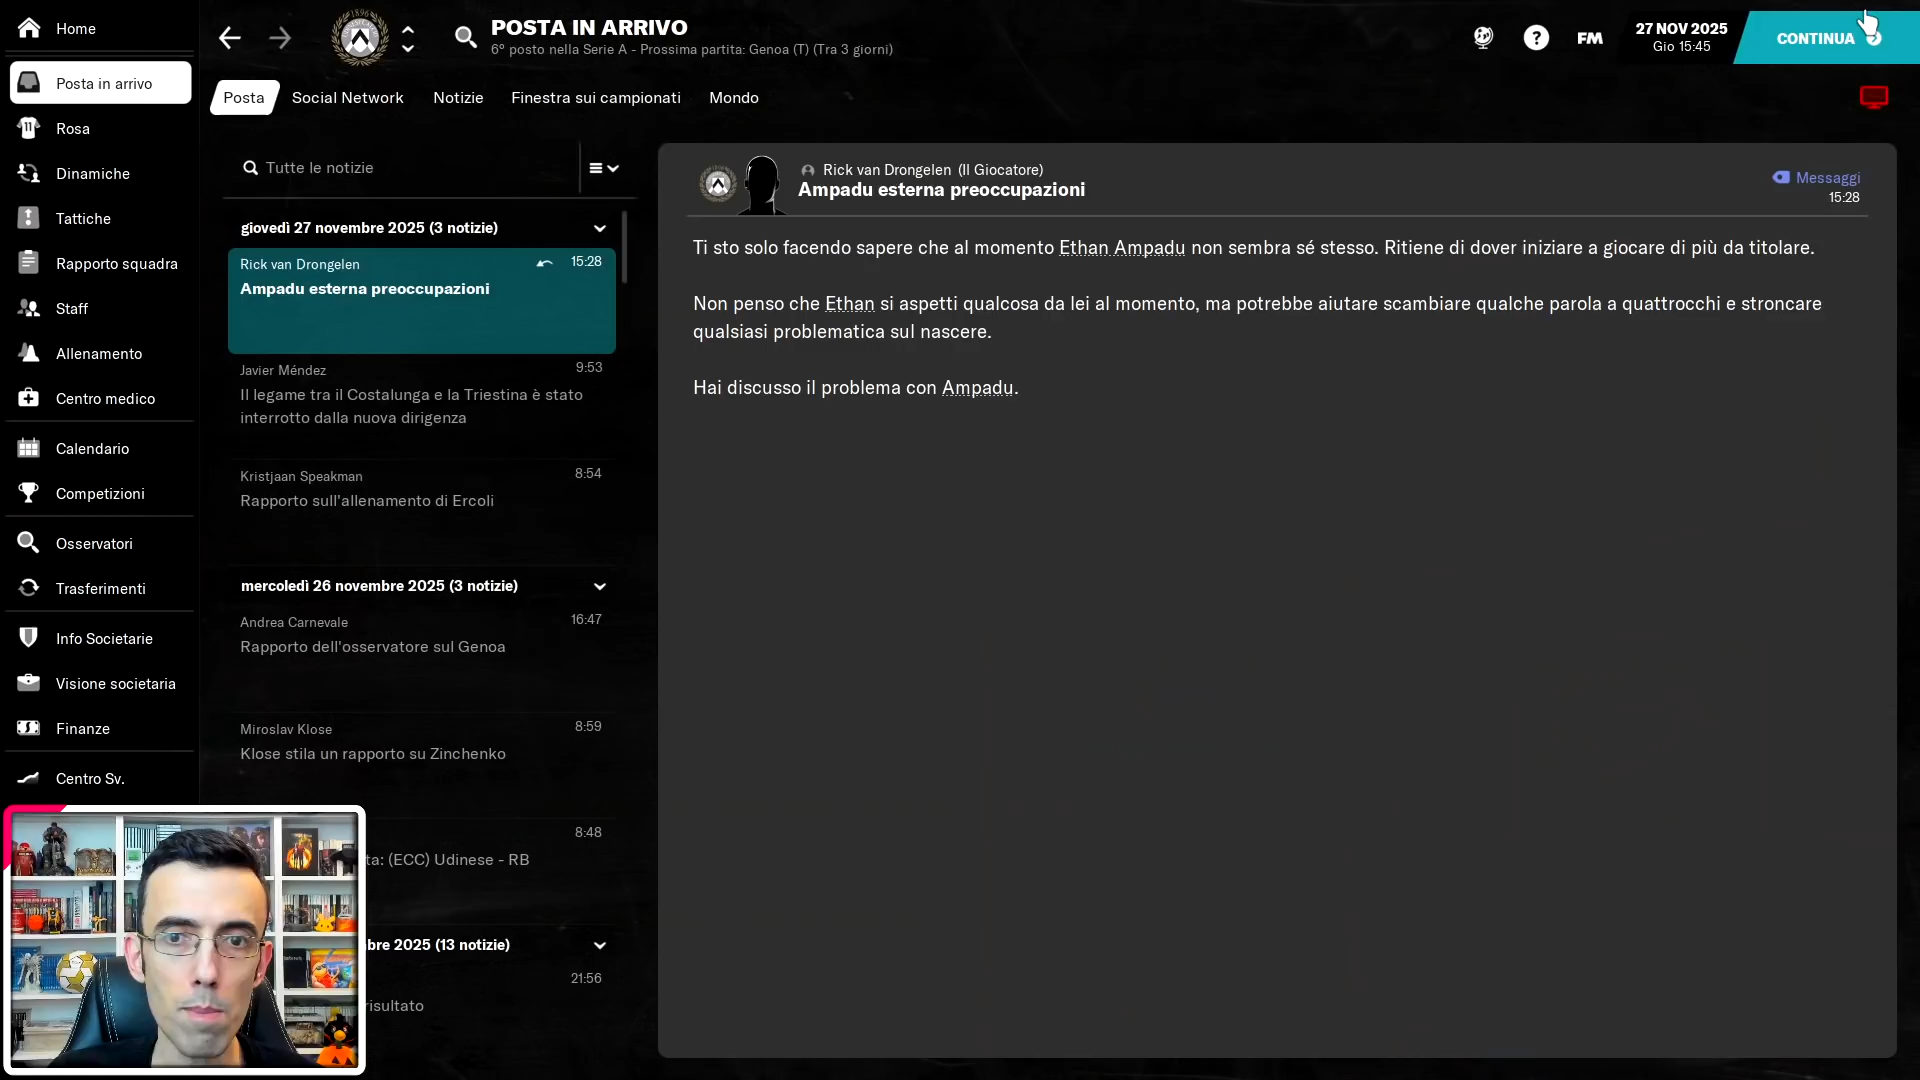 Home
Posta in arrivo
Rosa
Dinamiche
Tattiche
Rapporto squadra
Staff
Allenamento
Centro medico
Calendario
Competizioni
Osservatori
Trasferimenti
Info Societarie
Visione societaria
Finanze
Centro Sv.
POSTA IN ARRIVO
6º posto nella Serie A - Prossima partita: Genoa (T) (Tra 3 giorni)
FM
27 NOV 2025
Gio 15:45
CONTINUA
Posta
Social Network
Notizie
Finestra sui campionati
Mondo
Tutte le notizie
giovedì 27 novembre 2025 (3 notizie)
Rick van Drongelen
15:28
Ampadu esterna preoccupazioni
Javier Méndez
9:53
Il legame tra il Costalunga e la Triestina è stato
interrotto dalla nuova dirigenza
Kristjaan Speakman
8:54
Rapporto sull'allenamento di Ercoli
mercoledì 26 novembre 2025 (3 notizie)
Andrea Carnevale
16:47
Rapporto dell'osservatore sul Genoa
Miroslav Klose
8:59
Klose stila un rapporto su Zinchenko
8:48
ta: (ECC) Udinese - RB
bre 2025 (13 notizie)
21:56
risultato
Rick van Drongelen (Il Giocatore)
Ampadu esterna preoccupazioni
Messaggi
15:28
Ti sto solo facendo sapere che al momento Ethan Ampadu non sembra sé stesso. Ritiene di dover iniziare a giocare di più da titolare.
Non penso che Ethan si aspetti qualcosa da lei al momento, ma potrebbe aiutare scambiare qualche parola a quattrocchi e stroncare
qualsiasi problematica sul nascere.
Hai discusso il problema con Ampadu.